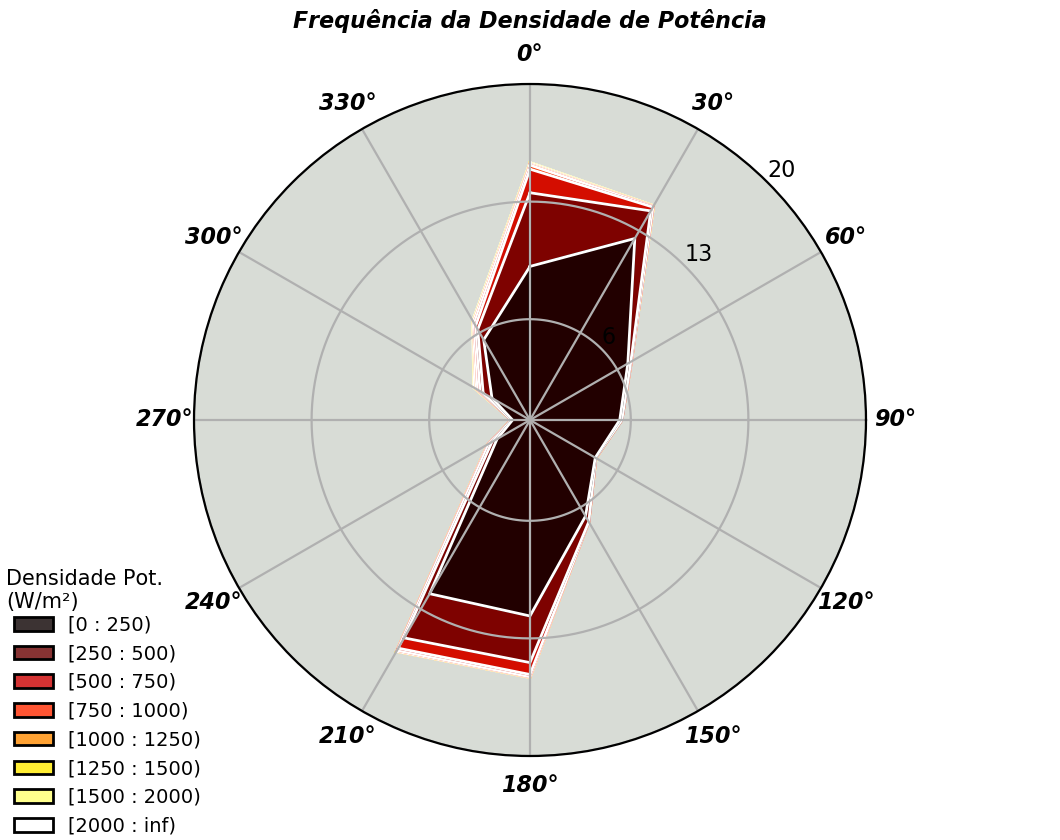 Frequência da Densidade de Potência
0°
330°
30°
20
300°
60°
13
6
270°
90°
Densidade Pot.
(W/m²)
240°
120°
[0 : 250)
[250 : 500)
[500 : 750)
[750 : 1000)
210°
150°
[1000 : 1250)
[1250 : 1500)
180°
[1500 : 2000)
[2000 : inf)